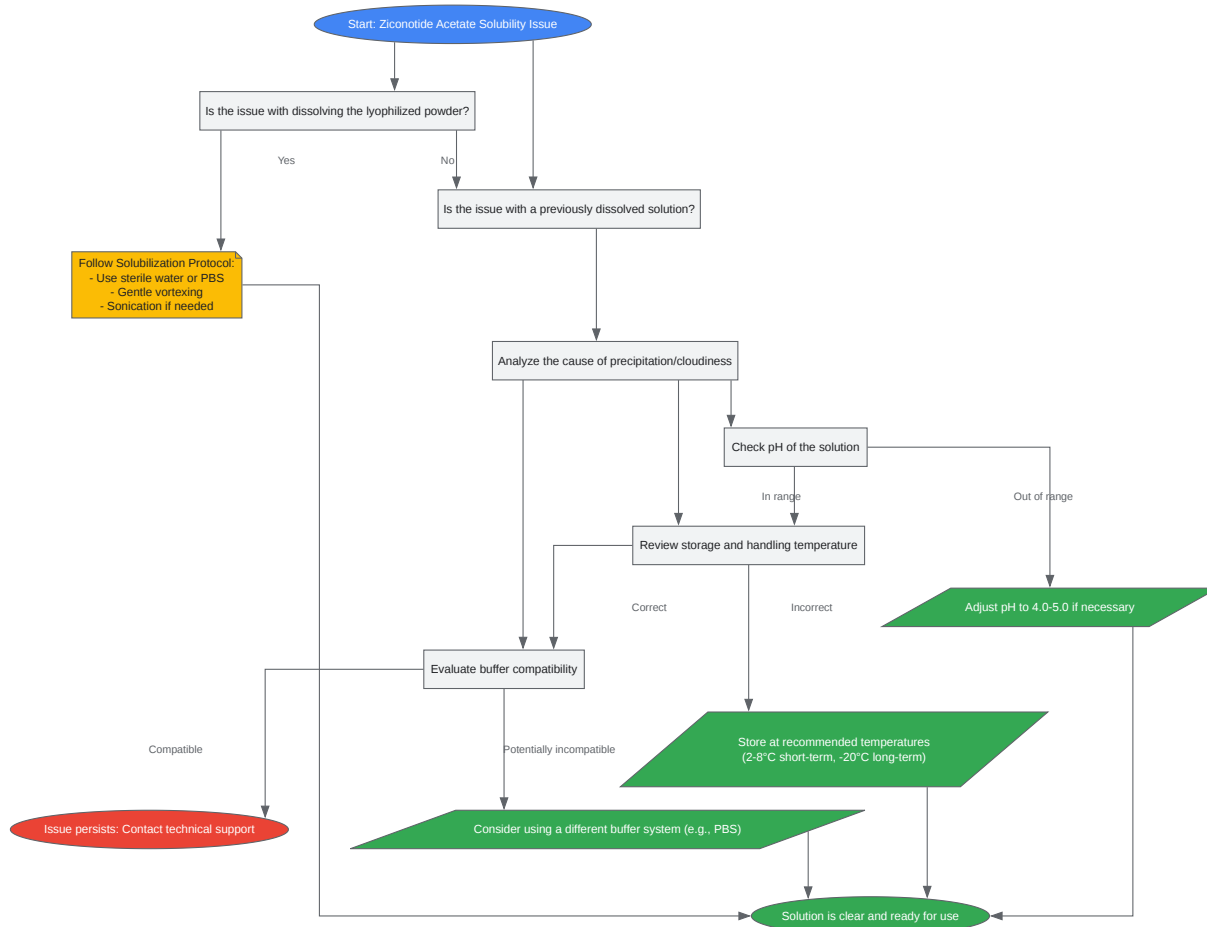 Start: Ziconotide Acetate Solubility Issue
Is the issue with dissolving the lyophilized powder?
Yes
No
Is the issue with a previously dissolved solution?
Follow Solubilization Protocol:
- Use sterile water or PBS
- Gentle vortexing
- Sonication if needed
Analyze the cause of precipitation/cloudiness
Check pH of the solution
In range
Out of range
Review storage and handling temperature
Correct
Incorrect
Adjust pH to 4.0-5.0 if necessary
Evaluate buffer compatibility
Compatible
Potentially incompatible
Store at recommended temperatures
(2-8°C short-term, -20°C long-term)
Issue persists: Contact technical support
Consider using a different buffer system (e.g., PBS)
Solution is clear and ready for use